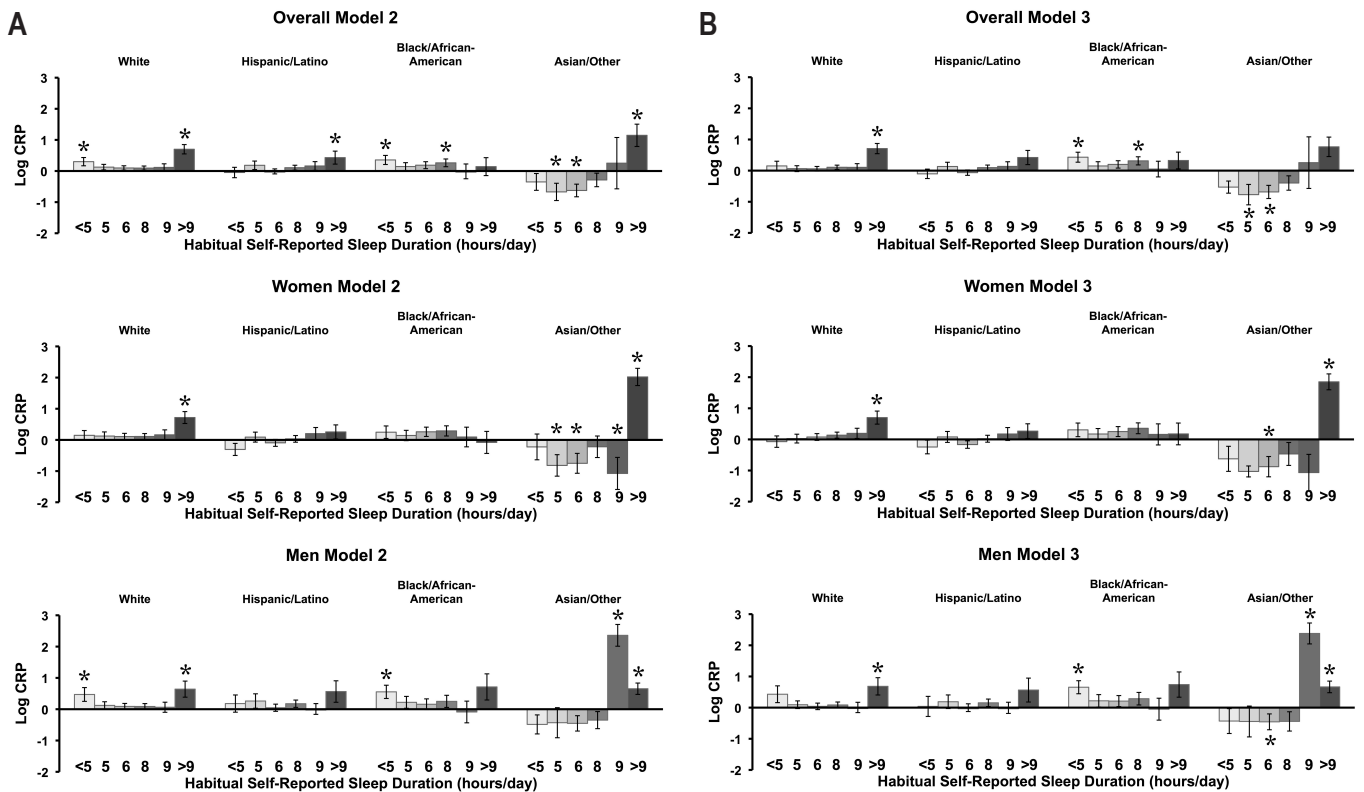 A
Overall Model 2
White
Hispanic/Latino
Black/African-
American
Asian/Other
Log CRP
3
2
1
0
-1
-2
* * * * * * * *
<5 5 6 8 9 >9 <5 5 6 8 9 >9 <5 5 6 8 9 >9 <5 5 6 8 9 >9
Habitual Self-Reported Sleep Duration (hours/day)
Women Model 2
White
Hispanic/Latino
Black/African-
American
Asian/Other
Log CRP
3
2
1
0
-1
-2
* * * * *
<5 5 6 8 9 >9 <5 5 6 8 9 >9 <5 5 6 8 9 >9 <5 5 6 8 9 >9
Habitual Self-Reported Sleep Duration (hours/day)
Men Model 2
White
Hispanic/Latino
Black/African-
American
Asian/Other
Log CRP
3
2
1
0
-1
-2
* * * * *
<5 5 6 8 9 >9 <5 5 6 8 9 >9 <5 5 6 8 9 >9 <5 5 6 8 9 >9
Habitual Self-Reported Sleep Duration (hours/day)
B
Overall Model 3
White
Hispanic/Latino
Black/African-
American
Asian/Other
Log CRP
3
2
1
0
-1
-2
* * * * *
<5 5 6 8 9 >9 <5 5 6 8 9 >9 <5 5 6 8 9 >9 <5 5 6 8 9 >9
Habitual Self-Reported Sleep Duration (hours/day)
Women Model 3
White
Hispanic/Latino
Black/African-
American
Asian/Other
Log CRP
3
2
1
0
-1
-2
* * *
<5 5 6 8 9 >9 <5 5 6 8 9 >9 <5 5 6 8 9 >9 <5 5 6 8 9 >9
Habitual Self-Reported Sleep Duration (hours/day)
Men Model 3
White
Hispanic/Latino
Black/African-
American
Asian/Other
Log CRP
3
2
1
0
-1
-2
* * * * *
<5 5 6 8 9 >9 <5 5 6 8 9 >9 <5 5 6 8 9 >9 <5 5 6 8 9 >9
Habitual Self-Reported Sleep Duration (hours/day)